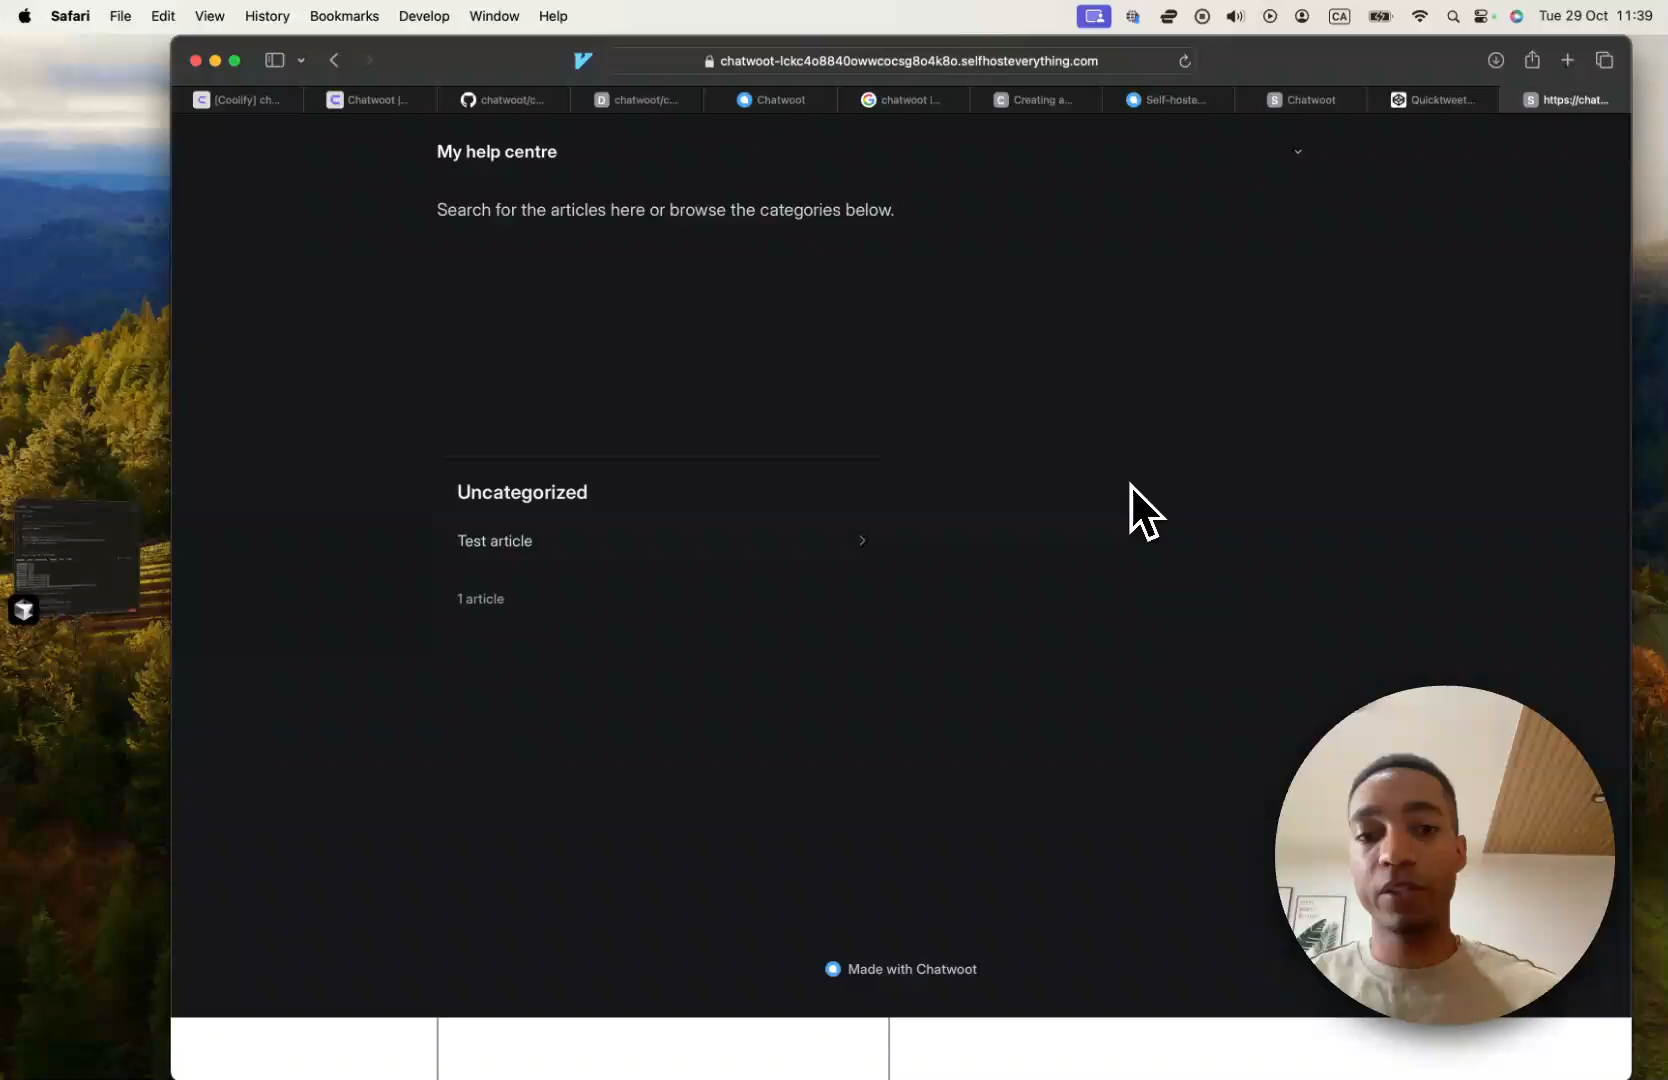 Safari File Edit View History Bookmarks Develop Window Help CA Tue 29 Oct 11:39
chatwoot-lckc4o8840owwcocsg8o4k8o.selfhosteverything.com
[Coolify] ch... Chatwoot |... chatwoot/c... chatwoot/c... Chatwoot chatwoot l... Creating a... Self-hoste... Chatwoot Quicktweet... https://chat...
My help centre
Search for the articles here or browse the categories below.
Uncategorized
Test article
1 article
Made with Chatwoot